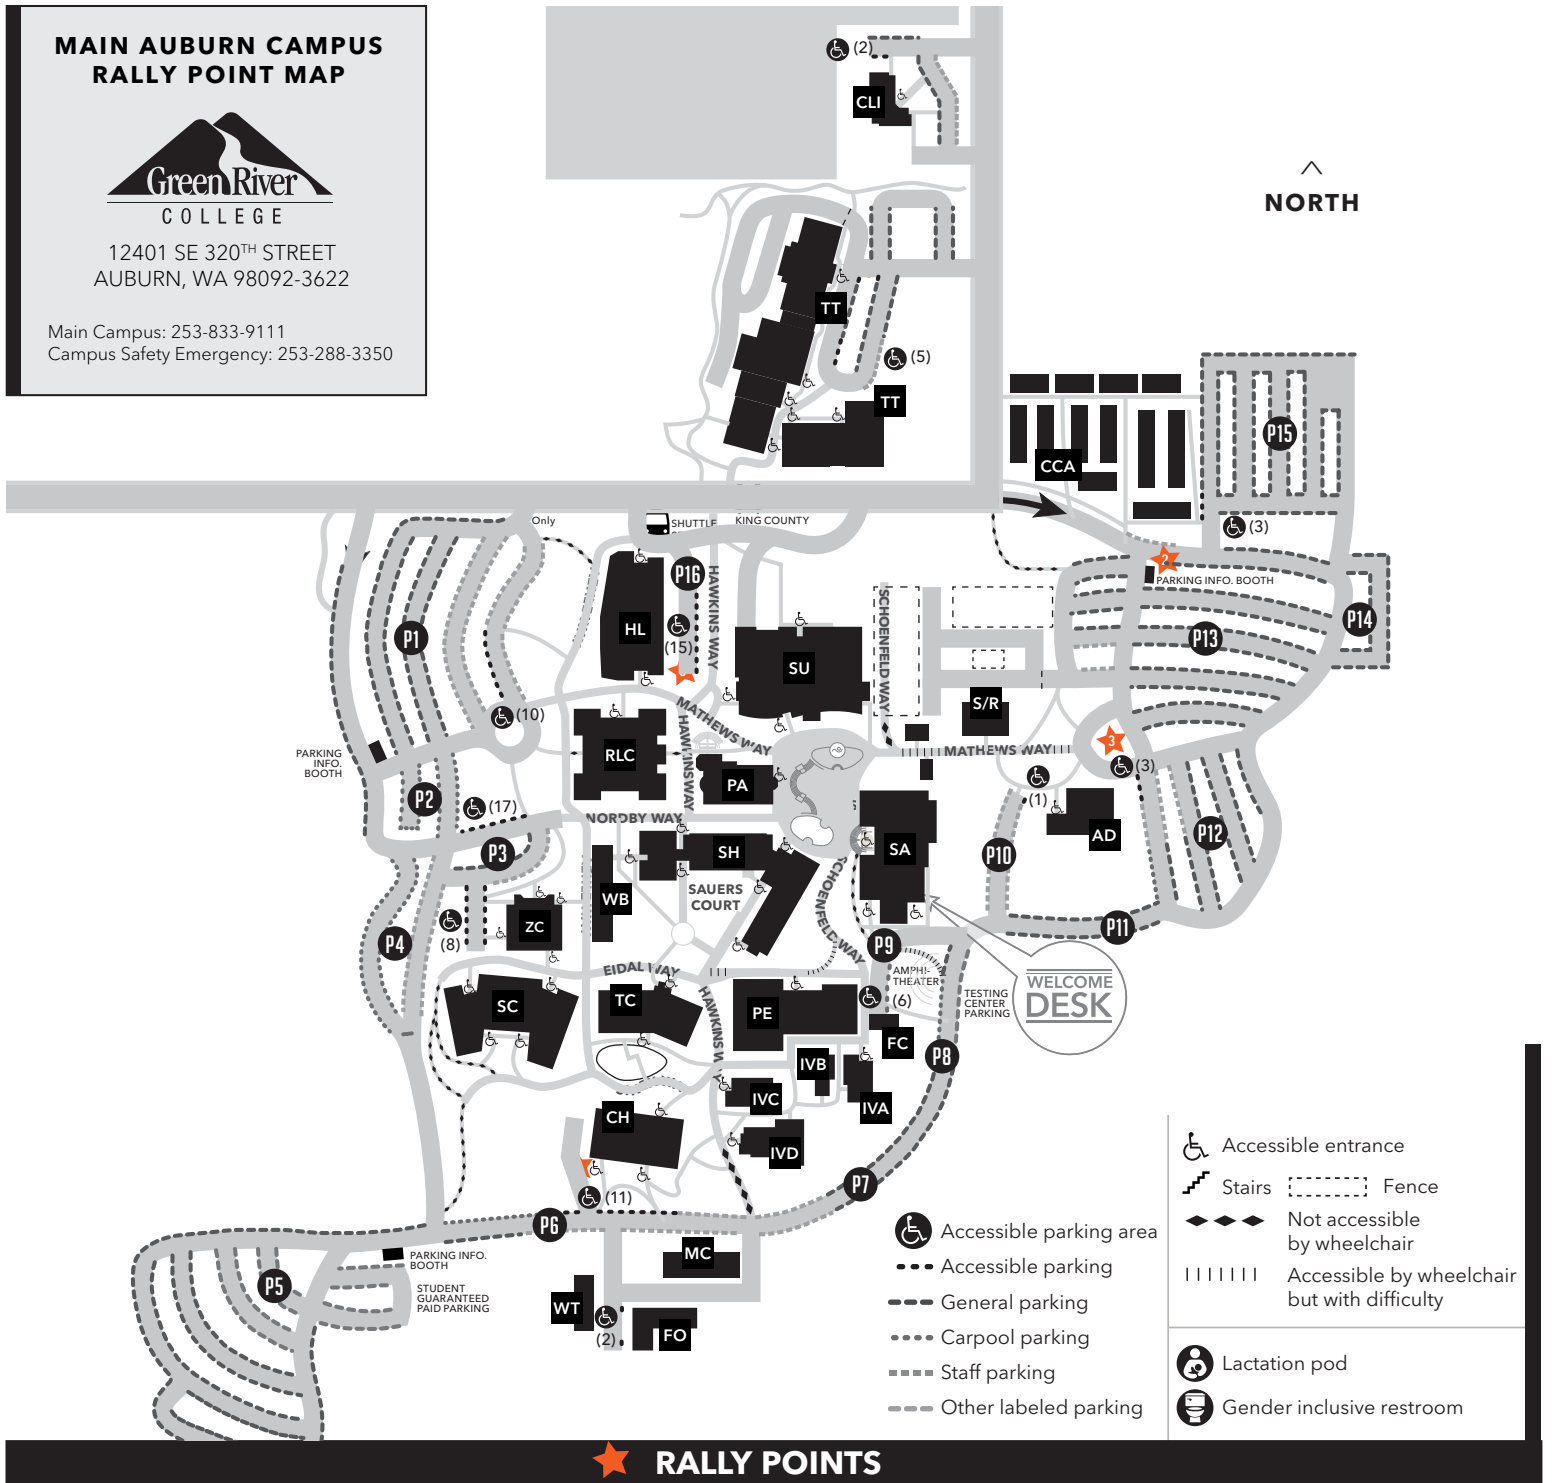 MAIN AUBURN CAMPUS
RALLY POINT MAP
Green River
COLLEGE
12401 SE 320TH STREET
AUBURN, WA 98092-3622
Main Campus: 253-833-9111
Campus Safety Emergency: 253-288-3350
(2)
CLI
NORTH
TT
(5)
TT
CCA
P15
(3)
Only
SHUTTLE
KING COUNTY
2
PARKING INFO. BOOTH
P16
HAWKINS WAY
HL
(15)
P1
SU
SCHOENFELD WAY
P13
P14
S/R
(10)
MATHEWS WAY
HAWKINS WAY
MATHEWS WAY
3
(3)
PARKING
INFO.
BOOTH
RLC
PA
P2
(17)
(1)
NORDBY WAY
AD
P12
P3
SH
SA
P10
SAUERS
COURT
SCHOENFELD WAY
WB
ZC
(8)
P4
P9
P11
EIDAL WAY
AMPHI-
THEATER
(6)
TESTING
CENTER
PARKING
WELCOME
DESK
SC
TC
HAWKINS W
PE
FC
P8
IVB
IVC
IVA
CH
IVD
(11)
P7
P6
MC
PARKING INFO.
BOOTH
P5
STUDENT
GUARANTEED
PAID PARKING
WT
(2)
FO
Accessible entrance
Stairs
Fence
Not accessible
by wheelchair
Accessible by wheelchair
but with difficulty
Accessible parking area
Accessible parking
General parking
Carpool parking
Staff parking
Other labeled parking
Lactation pod
Gender inclusive restroom
RALLY POINTS